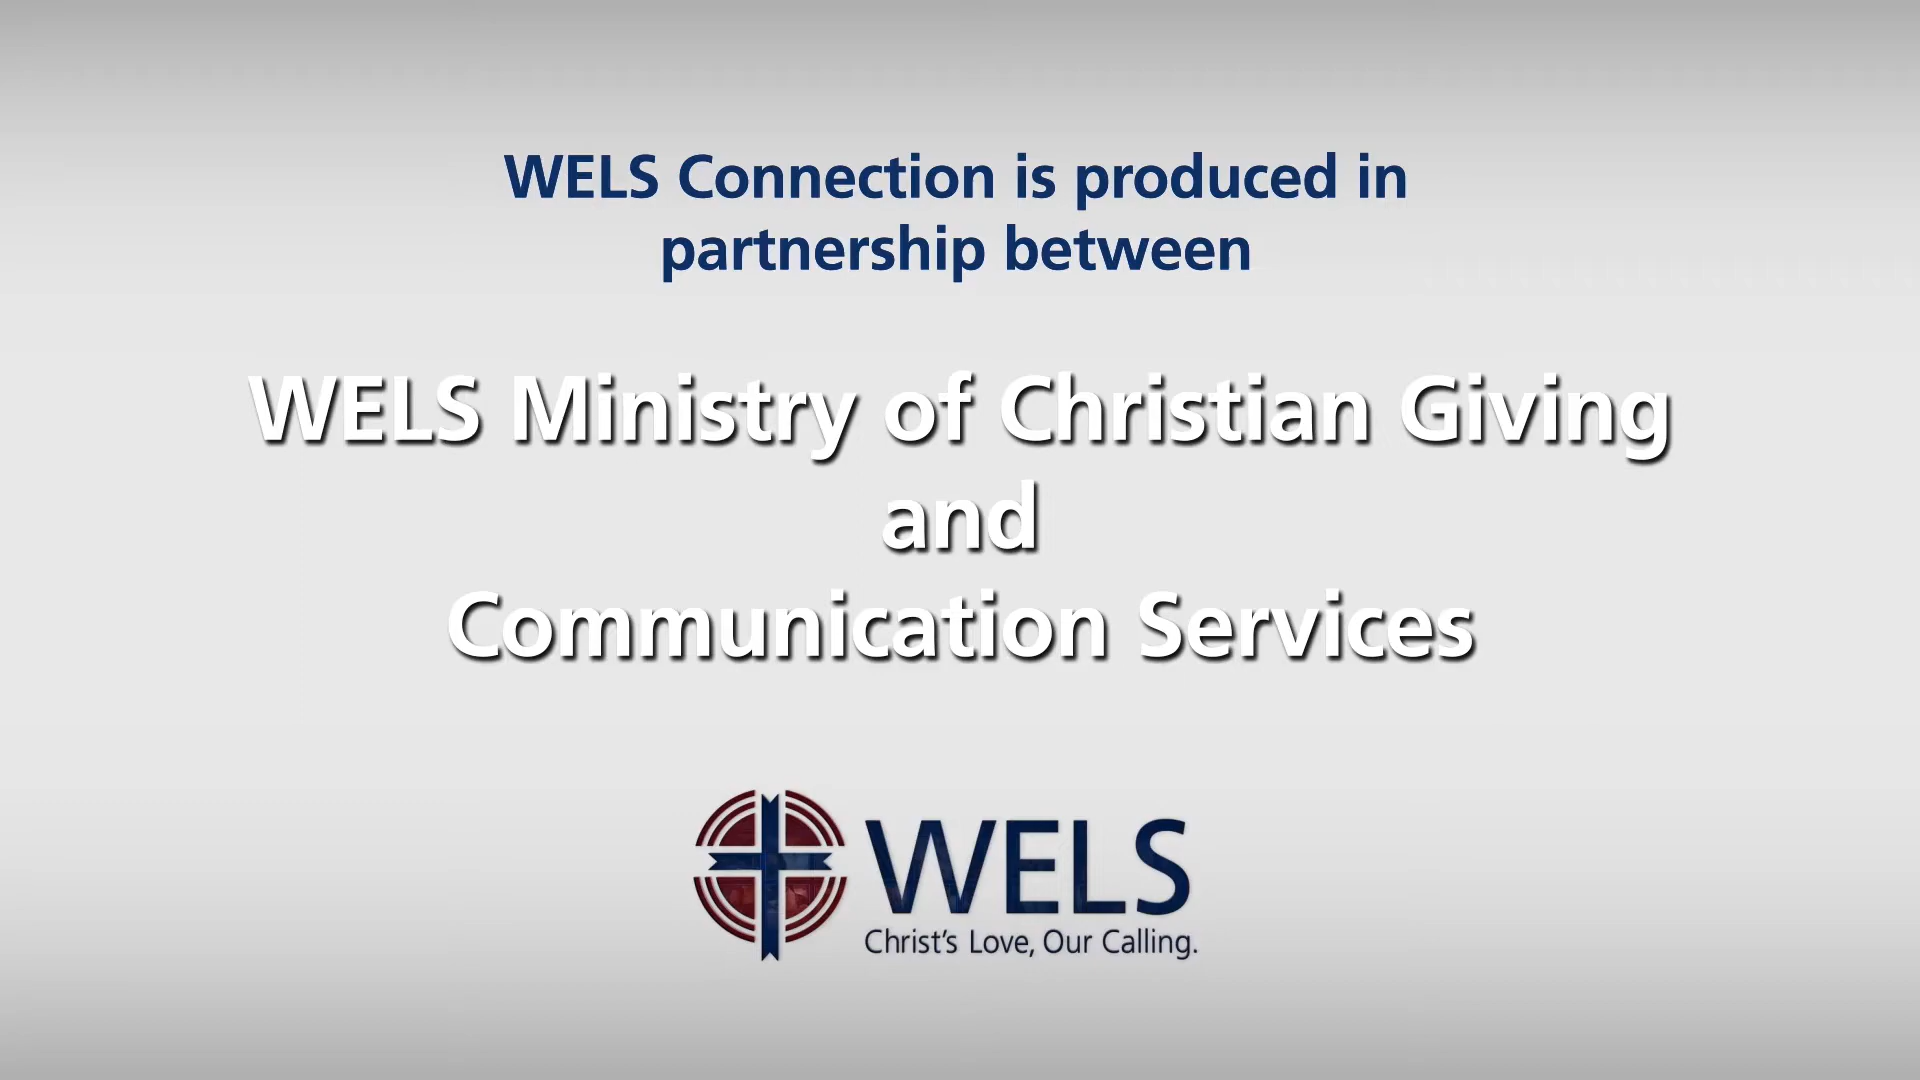 WELS Connection is produced in
partnership between
WELS Ministry of Christian Giving
and
Communication Services
WELS
Christ's Love, Our Calling.